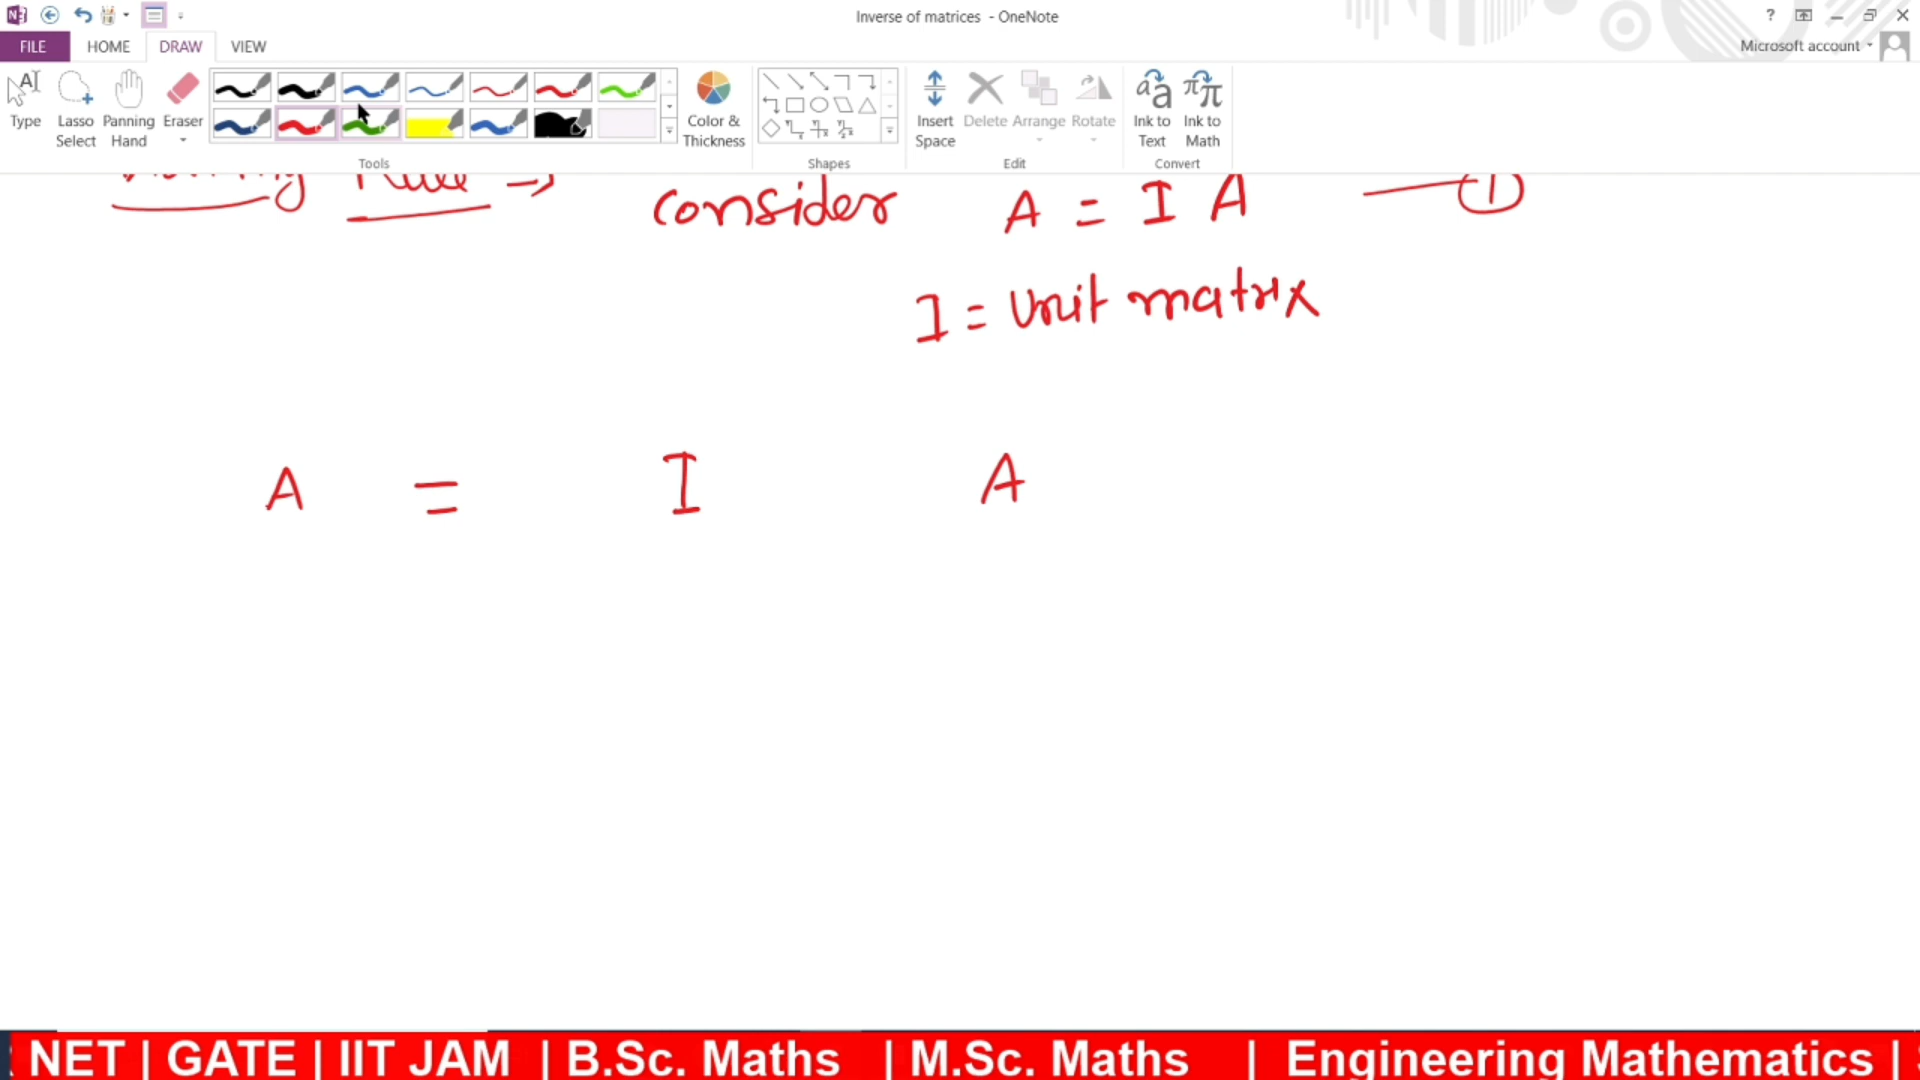 Inverse of matrices - OneNote
?
FILE HOME DRAW VIEW
Microsoft account
Type
Lasso Select
Panning Hand
Eraser
Color & Thickness
Insert Space
Delete
Arrange
Rotate
Ink to Text
Ink to Math
Tools
Shapes
Edit
Convert
Rule →
consider A = I A — ①
I = Unit matrix
A = I A
NET | GATE | IIT JAM | B.Sc. Maths | M.Sc. Maths | Engineering Mathematics |